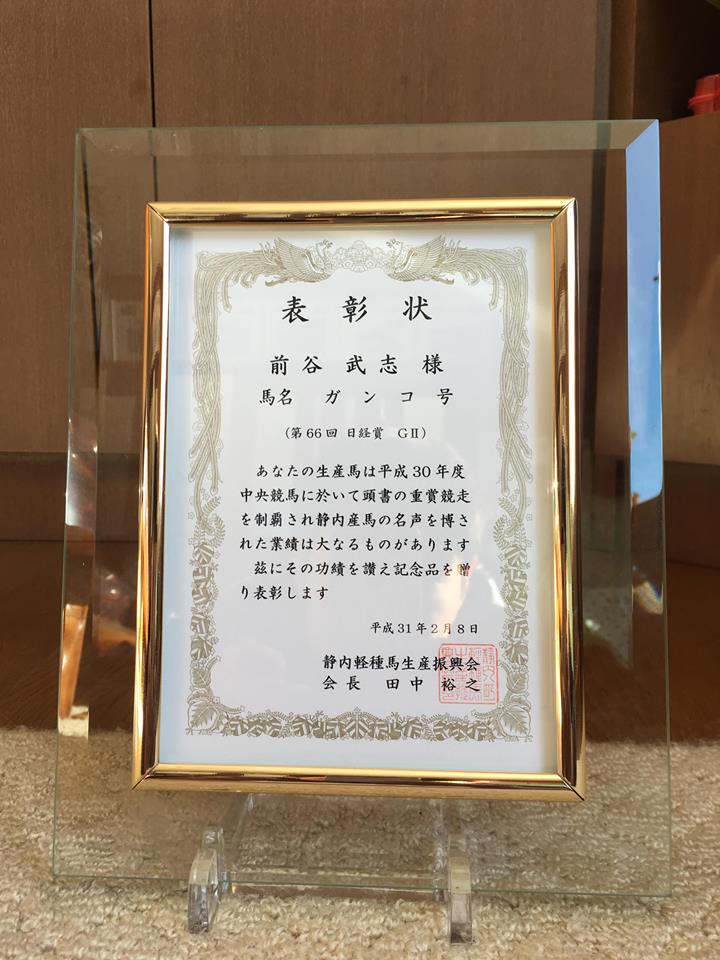 表彰状
前谷 武志 様
馬名 ガンコ号
(第66回 日経賞 GⅡ)
あなたの生産馬は平成30年度
中央競馬に於いて頭書の重賞競走
を制覇され静内産馬の名声を博さ
れた業績は大なるものがあります
茲にその功績を讃え記念品を贈
り表彰します
平成31年2月8日
静内軽種馬生産振興会
会長 田中 裕之